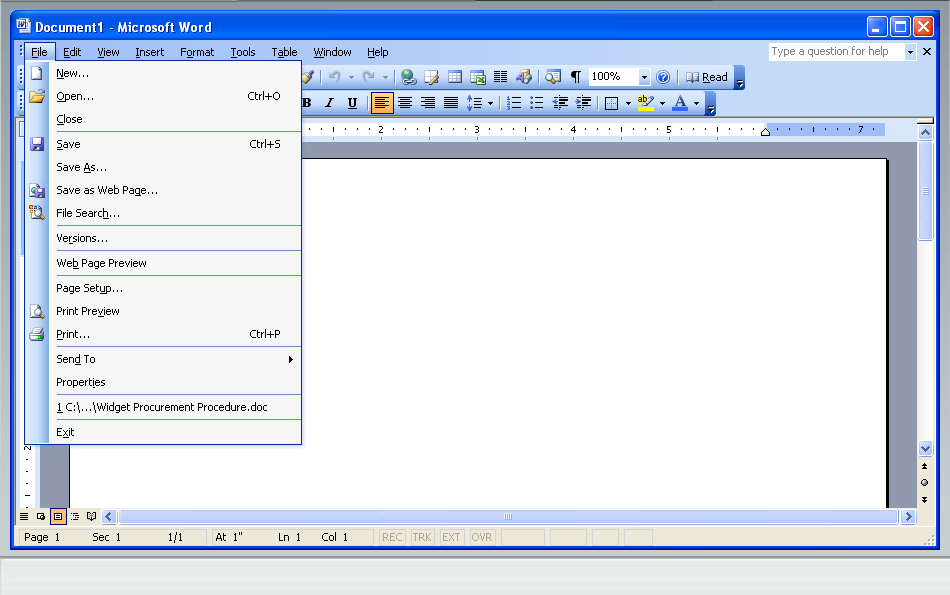 Document1 - Microsoft Word
File Edit View Insert Format Tools Table Window Help Type a question for help
100% Read
B I U
1 2 3 4 5 7
New...
Open... Ctrl+O
Close
Save Ctrl+S
Save As...
Save as Web Page...
File Search...
Versions...
Web Page Preview
Page Setup...
Print Preview
Print... Ctrl+P
Send To
Properties
1 C:\...\Widget Procurement Procedure.doc
Exit
2
Page 1 Sec 1 1/1 At 1" Ln 1 Col 1 REC TRK EXT OVR